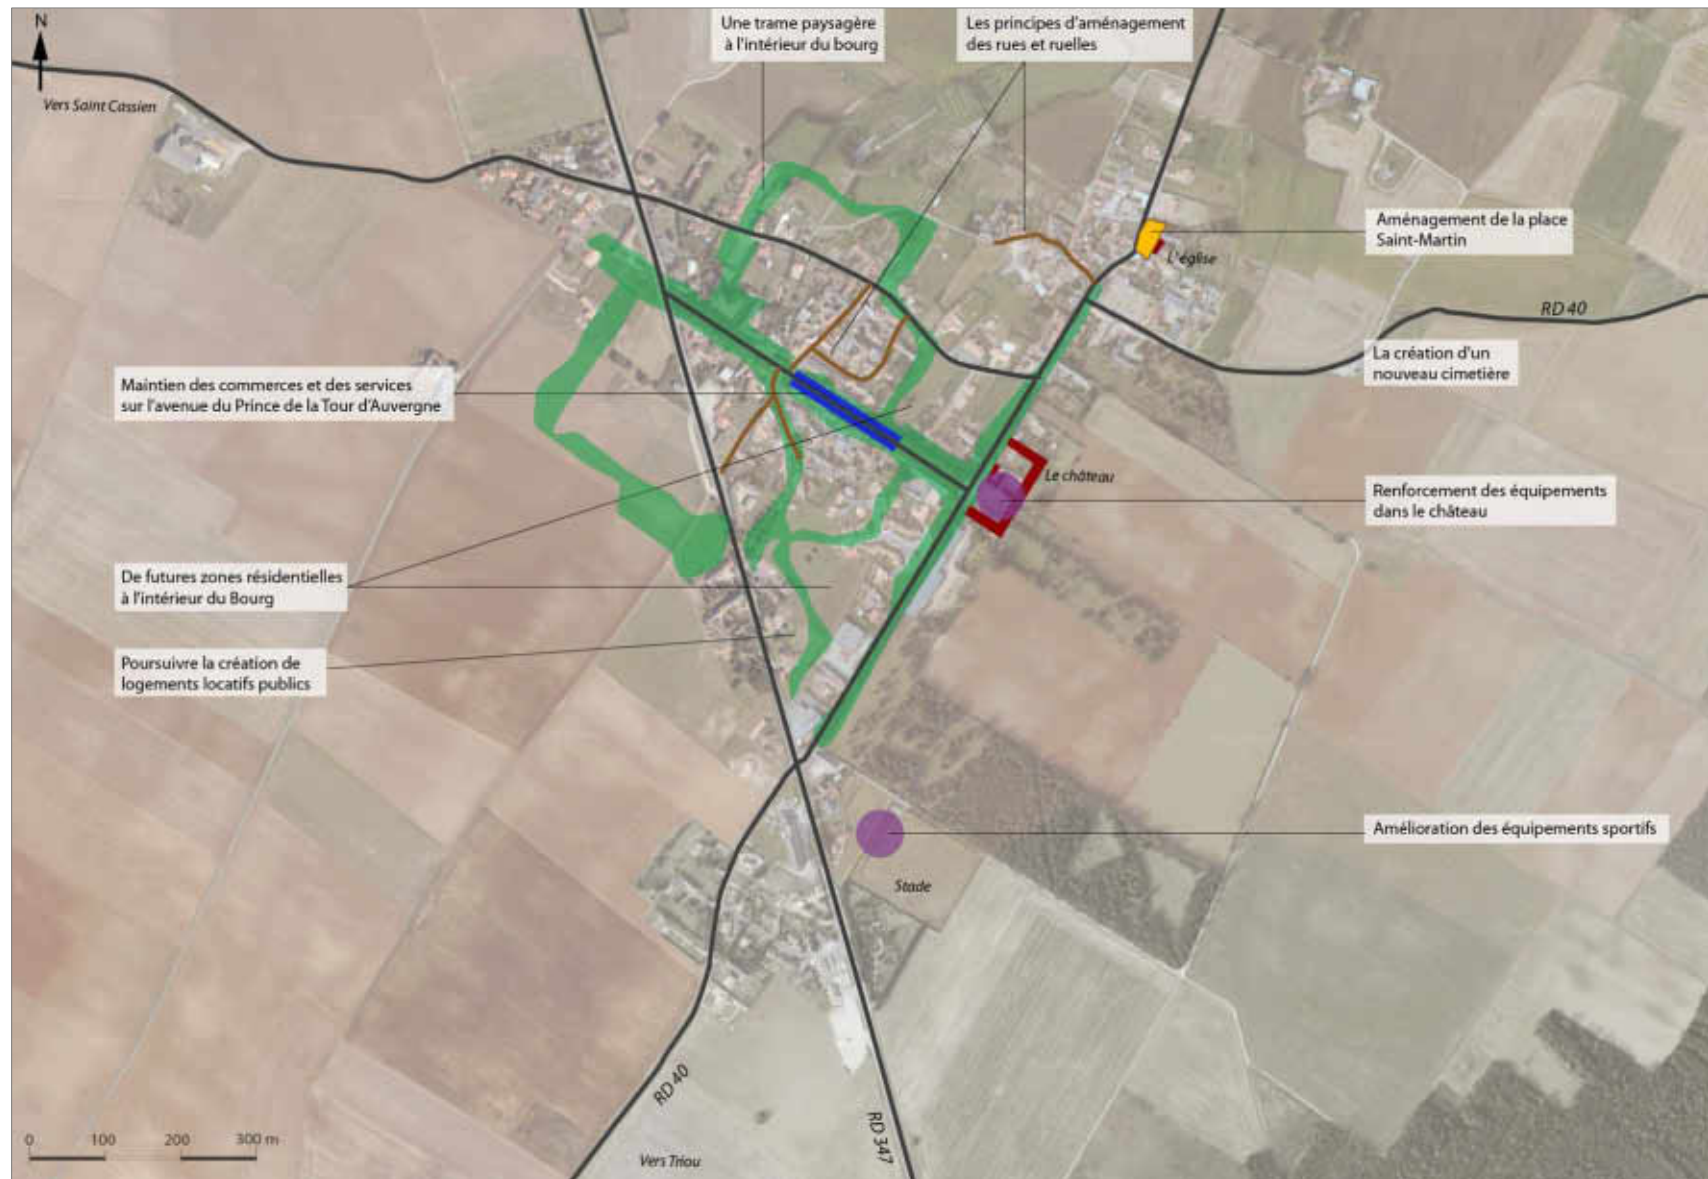 N
Vers Saint Cassien
Une trame paysagère
à l'intérieur du bourg
Les principes d'aménagement
des rues et ruelles
Aménagement de la place
Saint-Martin
L'église
RD 40
La création d'un
nouveau cimetière
Maintien des commerces et des services
sur l'avenue du Prince de la Tour d'Auvergne
Le château
Renforcement des équipements
dans le château
De futures zones résidentielles
à l'intérieur du Bourg
Poursuivre la création de
logements locatifs publics
Amélioration des équipements sportifs
Stade
RD 40
RD 347
0 100 200 300 m
Vers Triou